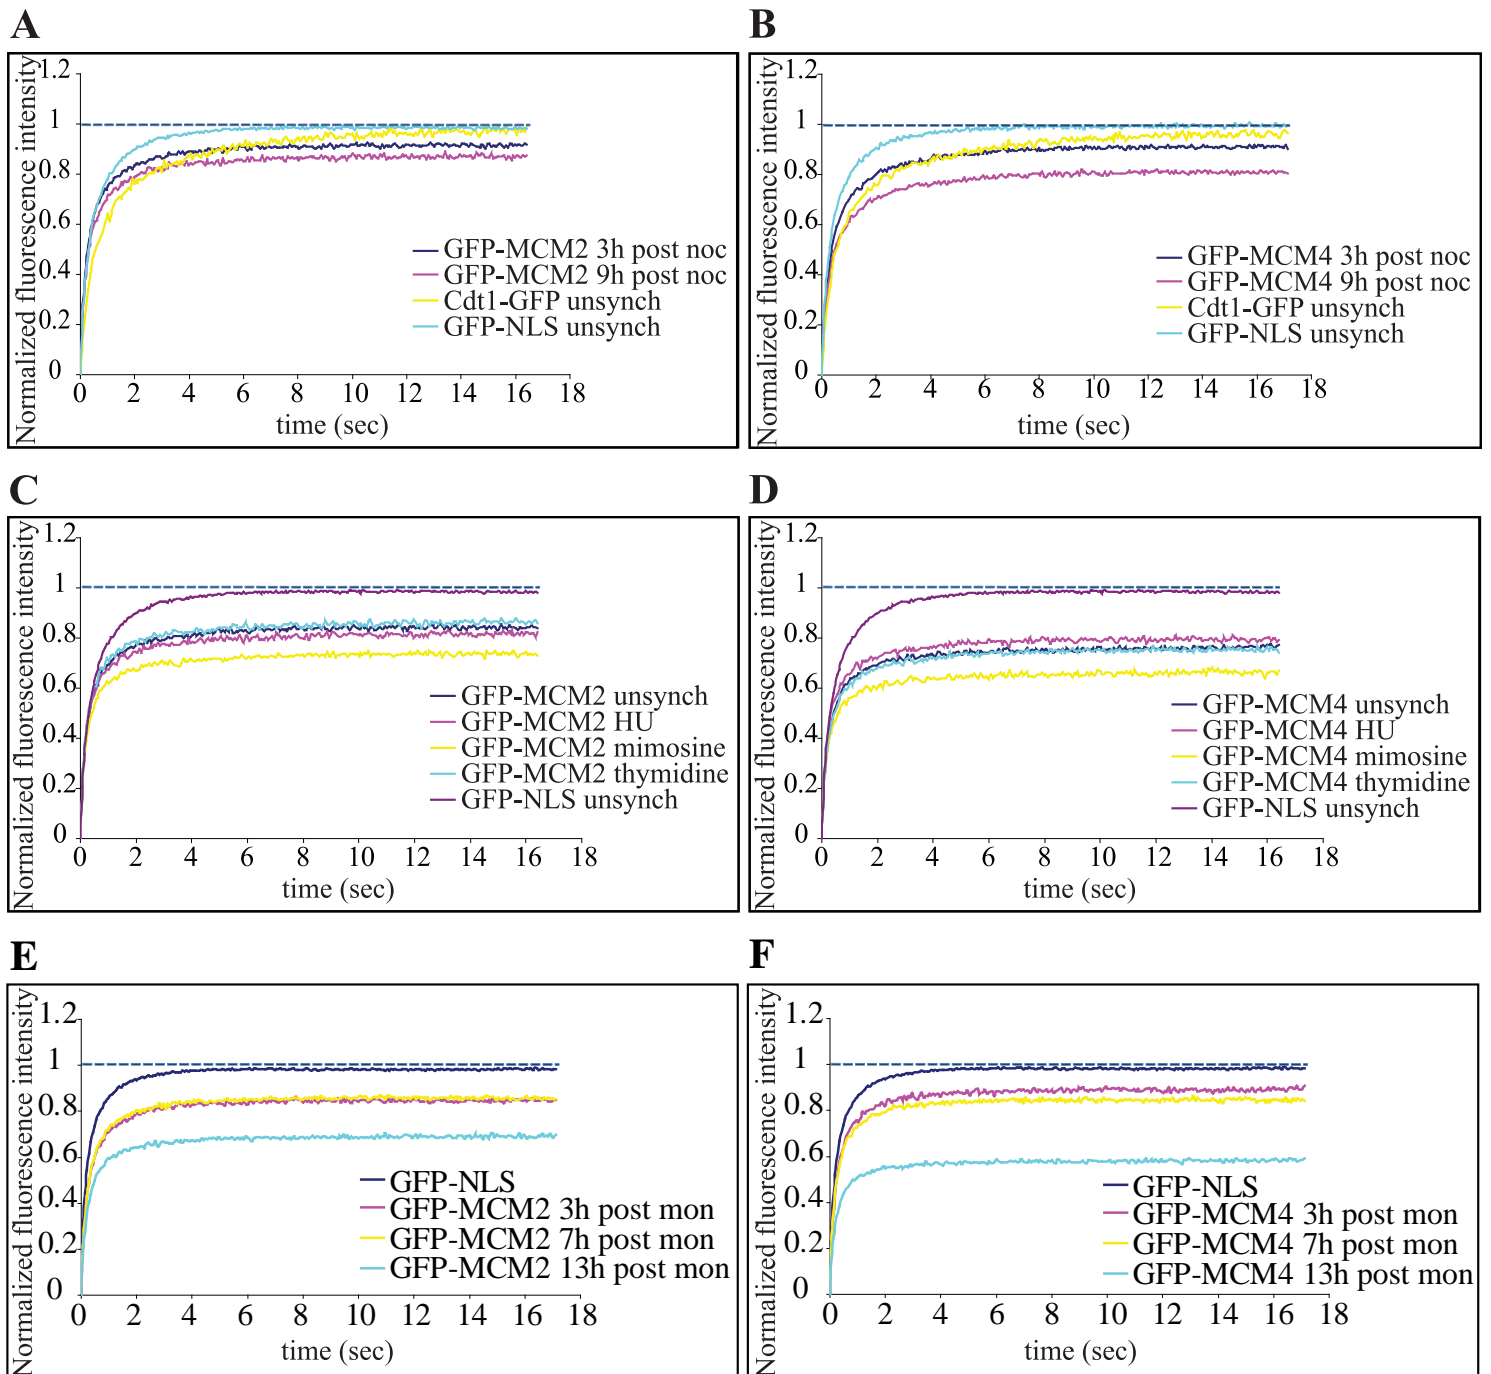 A
Normalized fluorescence intensity
1.2
1
0.8
0.6
0.4
0.2
0
GFP-MCM2 3h post noc
GFP-MCM2 9h post noc
Cdt1-GFP unsynch
GFP-NLS unsynch
0 2 4 6 8 10 12 14 16 18
time (sec)
B
Normalized fluorescence intensity
1.2
1
0.8
0.6
0.4
0.2
0
GFP-MCM4 3h post noc
GFP-MCM4 9h post noc
Cdt1-GFP unsynch
GFP-NLS unsynch
0 2 4 6 8 10 12 14 16 18
time (sec)
C
Normalized fluorescence intensity
1.2
1
0.8
0.6
0.4
0.2
0
GFP-MCM2 unsynch
GFP-MCM2 HU
GFP-MCM2 mimosine
GFP-MCM2 thymidine
GFP-NLS unsynch
0 2 4 6 8 10 12 14 16 18
time (sec)
D
Normalized fluorescence intensity
1.2
1
0.8
0.6
0.4
0.2
0
GFP-MCM4 unsynch
GFP-MCM4 HU
GFP-MCM4 mimosine
GFP-MCM4 thymidine
GFP-NLS unsynch
0 2 4 6 8 10 12 14 16 18
time (sec)
E
Normalized fluorescence intensity
1.2
1
0.8
0.6
0.4
0.2
0
GFP-NLS
GFP-MCM2 3h post mon
GFP-MCM2 7h post mon
GFP-MCM2 13h post mon
0 2 4 6 8 10 12 14 16 18
time (sec)
F
Normalized fluorescence intensity
1.2
1
0.8
0.6
0.4
0.2
0
GFP-NLS
GFP-MCM4 3h post mon
GFP-MCM4 7h post mon
GFP-MCM4 13h post mon
0 2 4 6 8 10 12 14 16 18
time (sec)